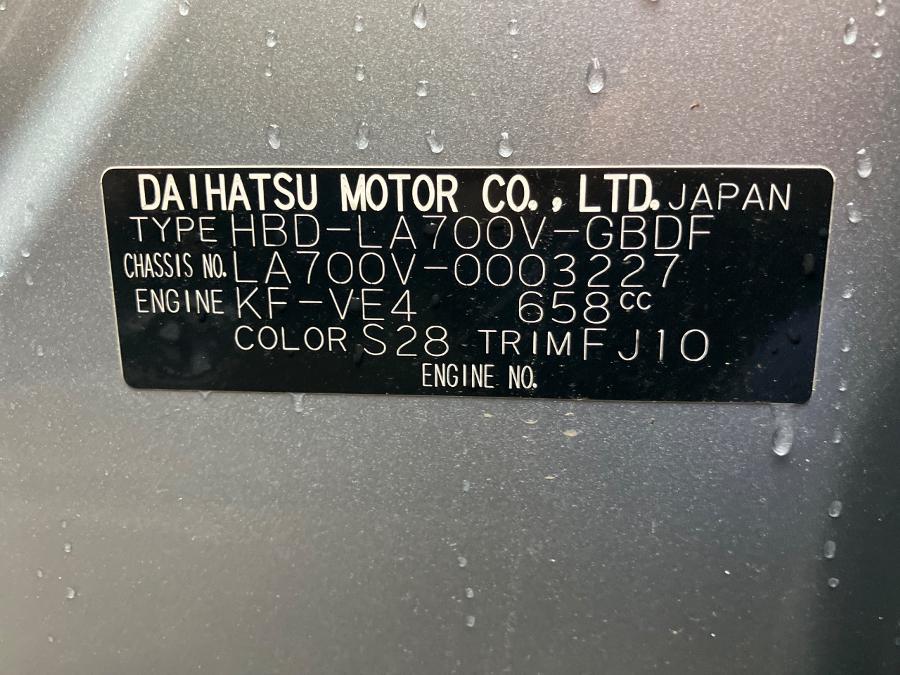 DAIHATSU MOTOR CO., LTD. JAPAN
TYPE HBD-LA700V-GBDF
CHASSIS NO. LA700V-0003227
ENGINE KF-VE4 658cc
COLOR S28 TRIM FJ10
ENGINE NO.